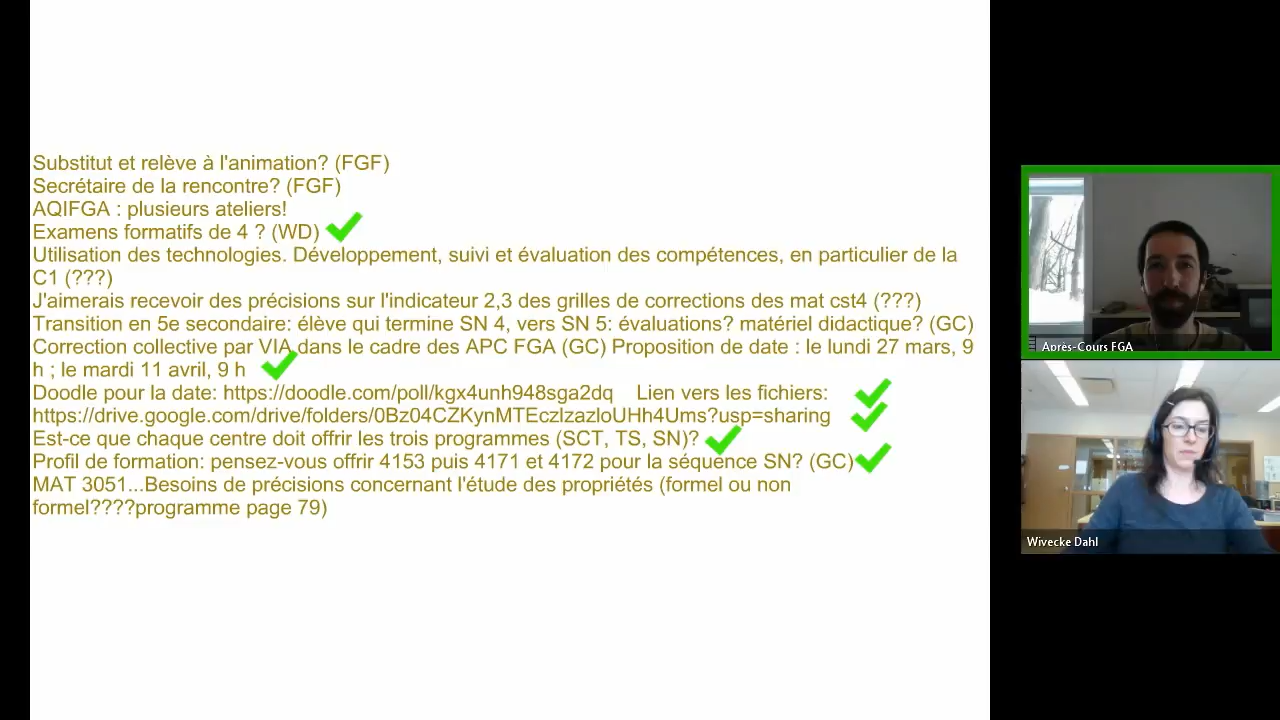 Substitut et relève à l'animation? (FGF)
Secrétaire de la rencontre? (FGF)
AQIFGA : plusieurs ateliers!
Examens formatifs de 4 ? (WD)
Utilisation des technologies. Développement, suivi et évaluation des compétences, en particulier de la
C1 (???)
J'aimerais recevoir des précisions sur l'indicateur 2,3 des grilles de corrections des mat cst4 (???)
Transition en 5e secondaire: élève qui termine SN 4, vers SN 5: évaluations? matériel didactique? (GC)
Correction collective par VIA dans le cadre des APC FGA (GC) Proposition de date : le lundi 27 mars, 9
h ; le mardi 11 avril, 9 h
Doodle pour la date: https://doodle.com/poll/kgx4unh948sga2dq Lien vers les fichiers:
https://drive.google.com/drive/folders/0Bz04CZKynMTEczlzazloUHh4Ums?usp=sharing
Est-ce que chaque centre doit offrir les trois programmes (SCT, TS, SN)?
Profil de formation: pensez-vous offrir 4153 puis 4171 et 4172 pour la séquence SN? (GC)
MAT 3051...Besoins de précisions concernant l'étude des propriétés (formel ou non
formel????programme page 79)
Après-Cours FGA
Wivecke Dahl